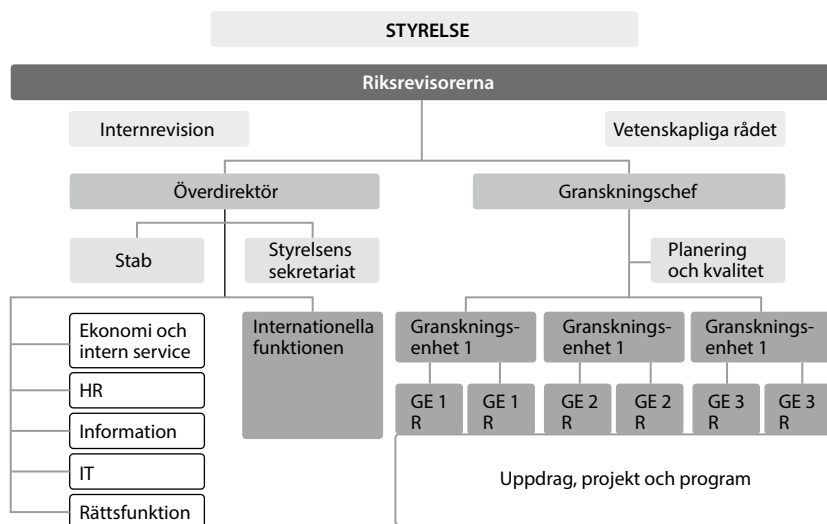 STYRELSE
Riksrevisorerna
Internrevision
Vetenskapliga rådet
Överdirektör
Granskningschef
Stab
Styrelsens
sekretariat
Planering
och kvalitet
Ekonomi och
intern service
HR
Information
IT
Rättsfunktion
Internationella
funktionen
Gransknings-
enhet 1
Gransknings-
enhet 1
Gransknings-
enhet 1
GE 1
R
GE 1
R
GE 2
R
GE 2
R
GE 3
R
GE 3
R
Uppdrag, projekt och program